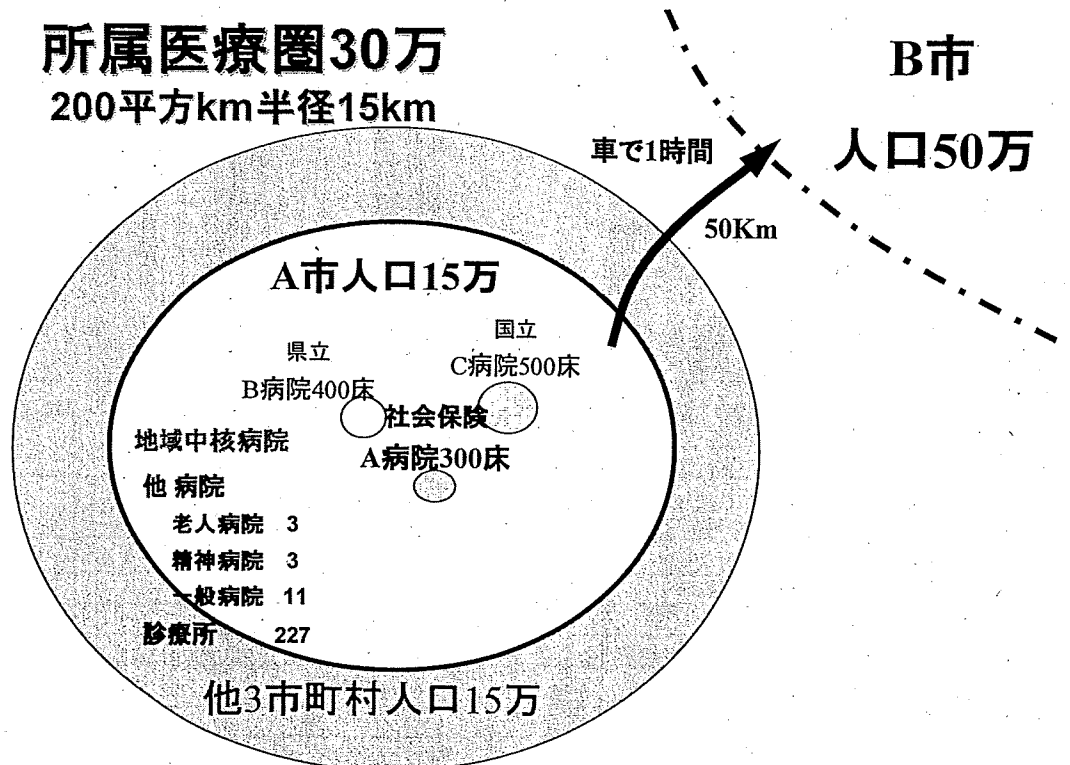 所属医療圏30万
200平方km半径15km
B市
人口50万
車で1時間
50Km
A市人口15万
国立
C病院500床
県立
B病院400床
社会保険
A病院300床
地域中核病院
他 病院
老人病院 3
精神病院 3
一般病院 11
診療所 227
他3市町村人口15万